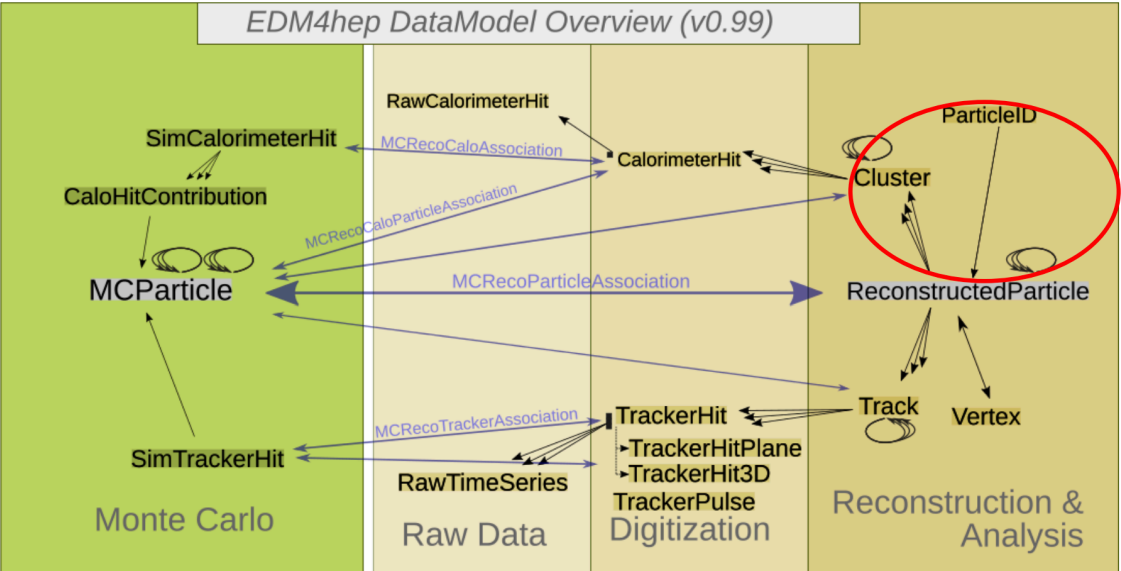 EDM4hep DataModel Overview (v0.99)
RawCalorimeterHit
ParticleID
SimCalorimeterHit
MCRecoCaloAssociation
CalorimeterHit
Cluster
CaloHitContribution
MCRecoCaloParticleAssociation
MCParticle
MCRecoParticleAssociation
ReconstructedParticle
Track
Vertex
TrackerHit
MCRecoTrackerAssociation
TrackerHitPlane
SimTrackerHit
TrackerHit3D
RawTimeSeries
TrackerPulse
Monte Carlo
Raw Data
Digitization
Reconstruction &
Analysis